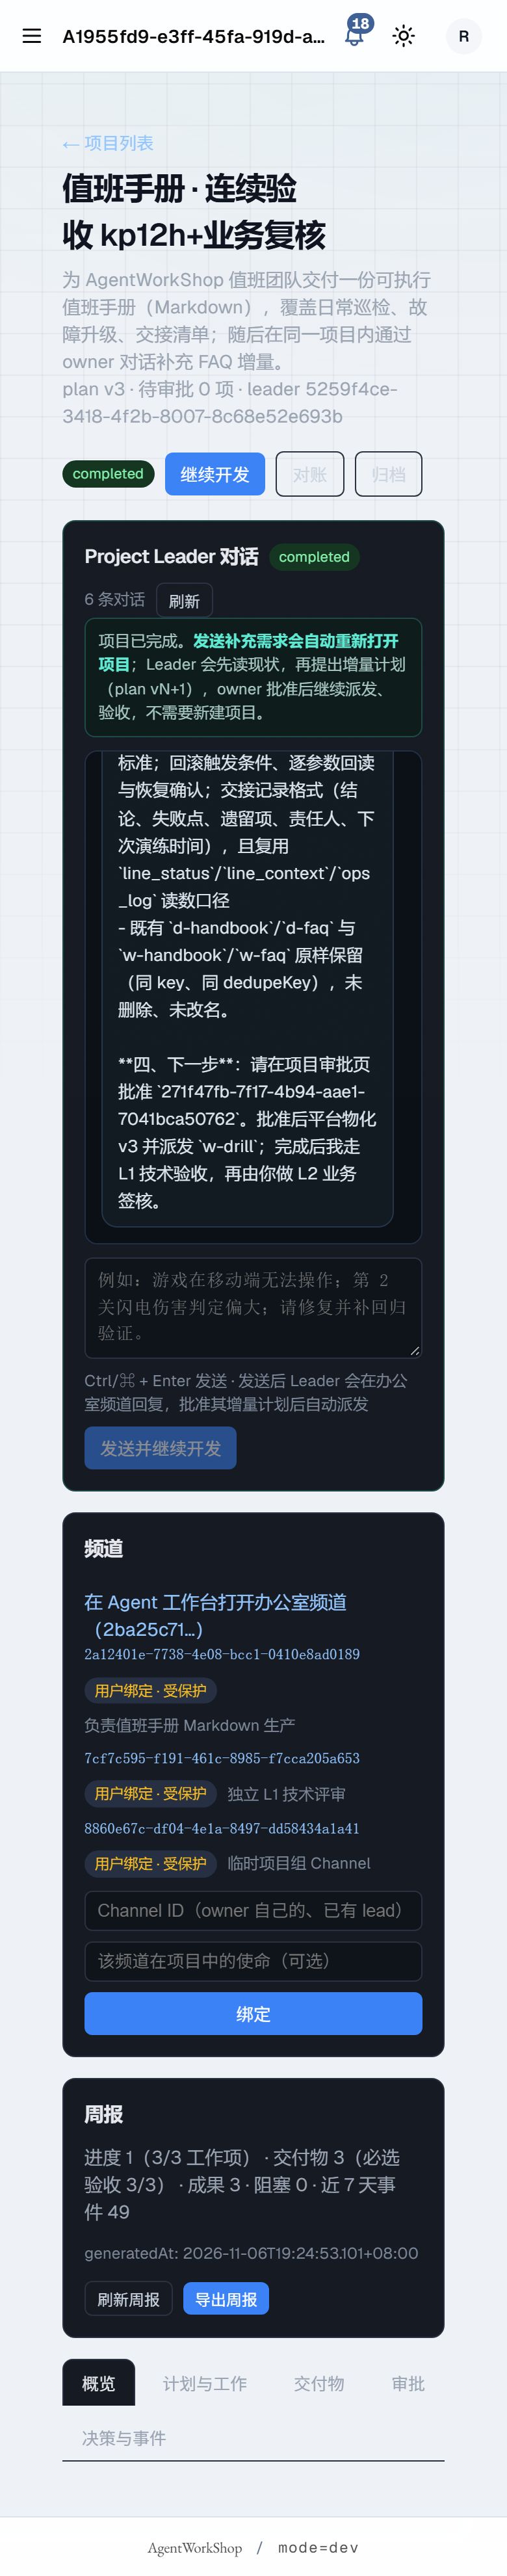 A1955fd9-e3ff-45fa-919d-a...
18
R
← 项目列表
值班手册 · 连续验
收 kp12h+业务复核
为 AgentWorkShop 值班团队交付一份可执行
值班手册（Markdown），覆盖日常巡检、故
障升级、交接清单；随后在同一项目内通过
owner 对话补充 FAQ 增量。
plan v3 · 待审批 0 项 · leader 5259f4ce-
3418-4f2b-8007-8c68e52e693b
completed
继续开发
对账
归档
Project Leader 对话
completed
6 条对话
刷新
项目已完成。发送补充需求会自动重新打开
项目；Leader 会先读现状，再提出增量计划
（plan vN+1），owner 批准后继续派发、
验收，不需要新建项目。
标准；回滚触发条件、逐参数回读
与恢复确认；交接记录格式（结
论、失败点、遗留项、责任人、下
次演练时间），且复用
`line_status`/`line_context`/`ops
_log` 读数口径
- 既有 `d-handbook`/`d-faq` 与
`w-handbook`/`w-faq` 原样保留
（同 key、同 dedupeKey），未
删除、未改名。
**四、下一步**：请在项目审批页
批准 `271f47fb-7f17-4b94-aae1-
7041bca50762`。批准后平台物化
v3 并派发 `w-drill`；完成后我走
L1 技术验收，再由你做 L2 业务
签核。
例如：游戏在移动端无法操作；第 2
关闪电伤害判定偏大；请修复并补回归
验证。
Ctrl/⌘ + Enter 发送 · 发送后 Leader 会在办公
室频道回复，批准其增量计划后自动派发
发送并继续开发
频道
在 Agent 工作台打开办公室频道
（2ba25c71…）
2a12401e-7738-4e08-bcc1-0410e8ad0189
用户绑定 · 受保护
负责值班手册 Markdown 生产
7cf7c595-f191-461c-8985-f7cca205a653
用户绑定 · 受保护
独立 L1 技术评审
8860e67c-df04-4e1a-8497-dd58434a1a41
用户绑定 · 受保护
临时项目组 Channel
Channel ID（owner 自己的、已有 lead）
该频道在项目中的使命（可选）
绑定
周报
进度 1（3/3 工作项） · 交付物 3（必选
验收 3/3） · 成果 3 · 阻塞 0 · 近 7 天事
件 49
generatedAt: 2026-11-06T19:24:53.101+08:00
刷新周报
导出周报
概览
计划与工作
交付物
审批
决策与事件
AgentWorkShop / mode=dev